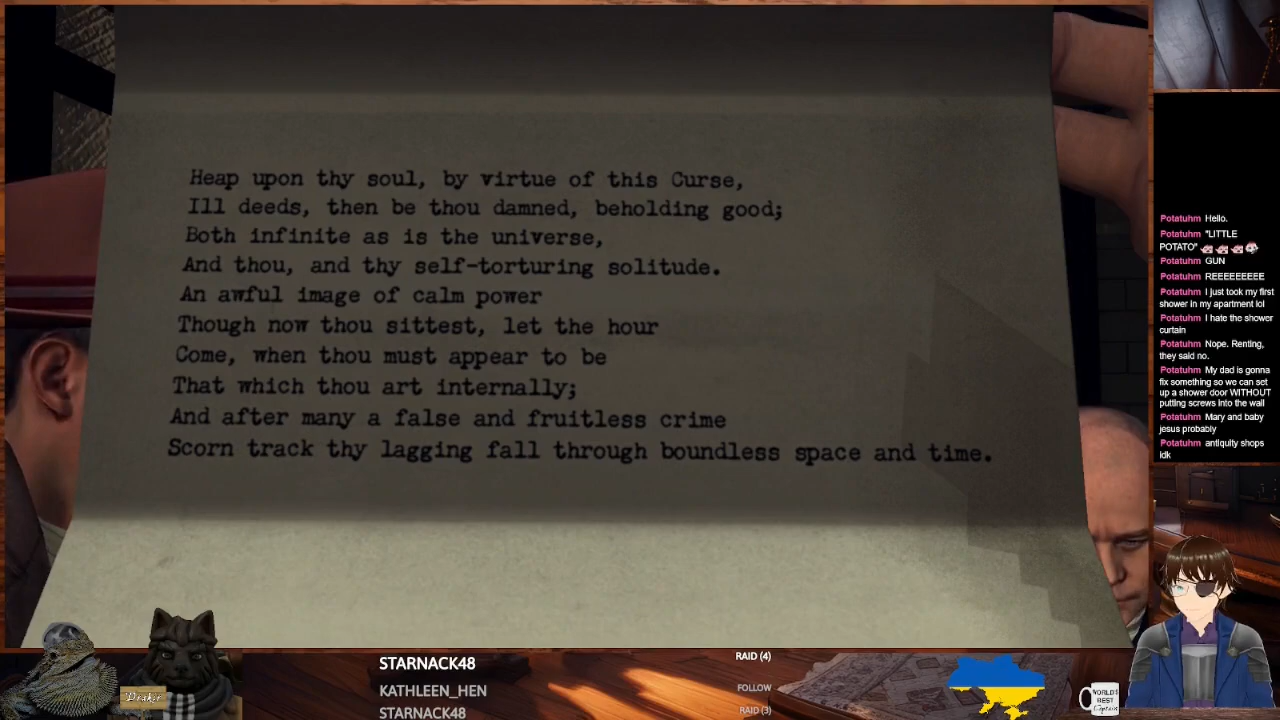 Heap upon thy soul, by virtue of this Curse,
Ill deeds, then be thou damned, beholding good;
Both infinite as is the universe,
And thou, and thy self-torturing solitude.
An awful image of calm power
Though now thou sittest, let the hour
Come, when thou must appear to be
That which thou art internally;
And after many a false and fruitless crime
Scorn track thy lagging fall through boundless space and time.
Potatuhm Hello.
Potatuhm "LITTLE
POTATO"
Potatuhm GUN
Potatuhm REEEEEEEEE
Potatuhm I just took my first
shower in my apartment lol
Potatuhm I hate the shower
curtain
Potatuhm Nope. Renting,
they said no.
Potatuhm My dad is gonna
fix something so we can set
up a shower door WITHOUT
putting screws into the wall
Potatuhm Mary and baby
jesus probably
Potatuhm antiquity shops
idk
STARNACK48 RAID (4)
KATHLEEN_HEN FOLLOW
STARNACK48 RAID (3)
WORLD'S
BEST
Captain